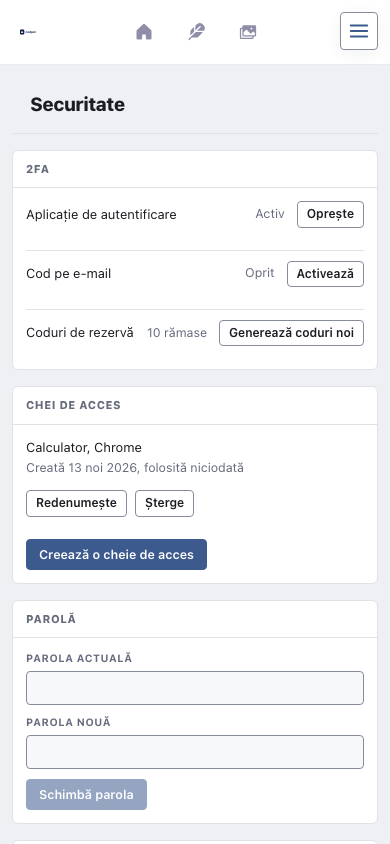 Securitate
2FA
Aplicație de autentificare Activ Oprește
Cod pe e-mail Oprit Activează
Coduri de rezervă 10 rămase Generează coduri noi
CHEI DE ACCES
Calculator, Chrome
Creată 13 noi 2026, folosită niciodată
Redenumește Șterge
Creează o cheie de acces
PAROLĂ
PAROLA ACTUALĂ
PAROLA NOUĂ
Schimbă parola